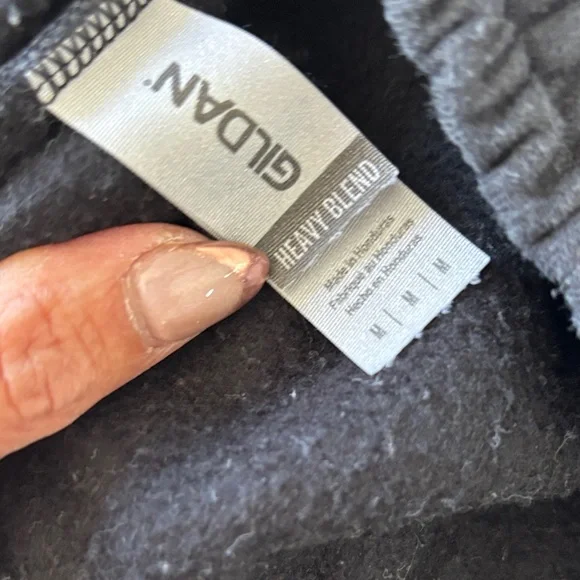 GILDAN®
HEAVY BLEND
Made in Honduras
Fabriqué au Honduras
Hecho en Honduras
M | M | M